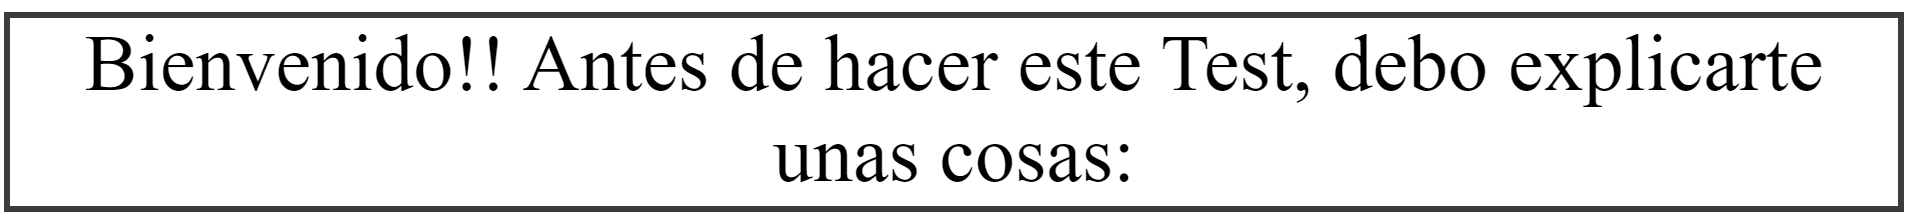 Bienvenido!! Antes de hacer este Test, debo explicarte
unas cosas: